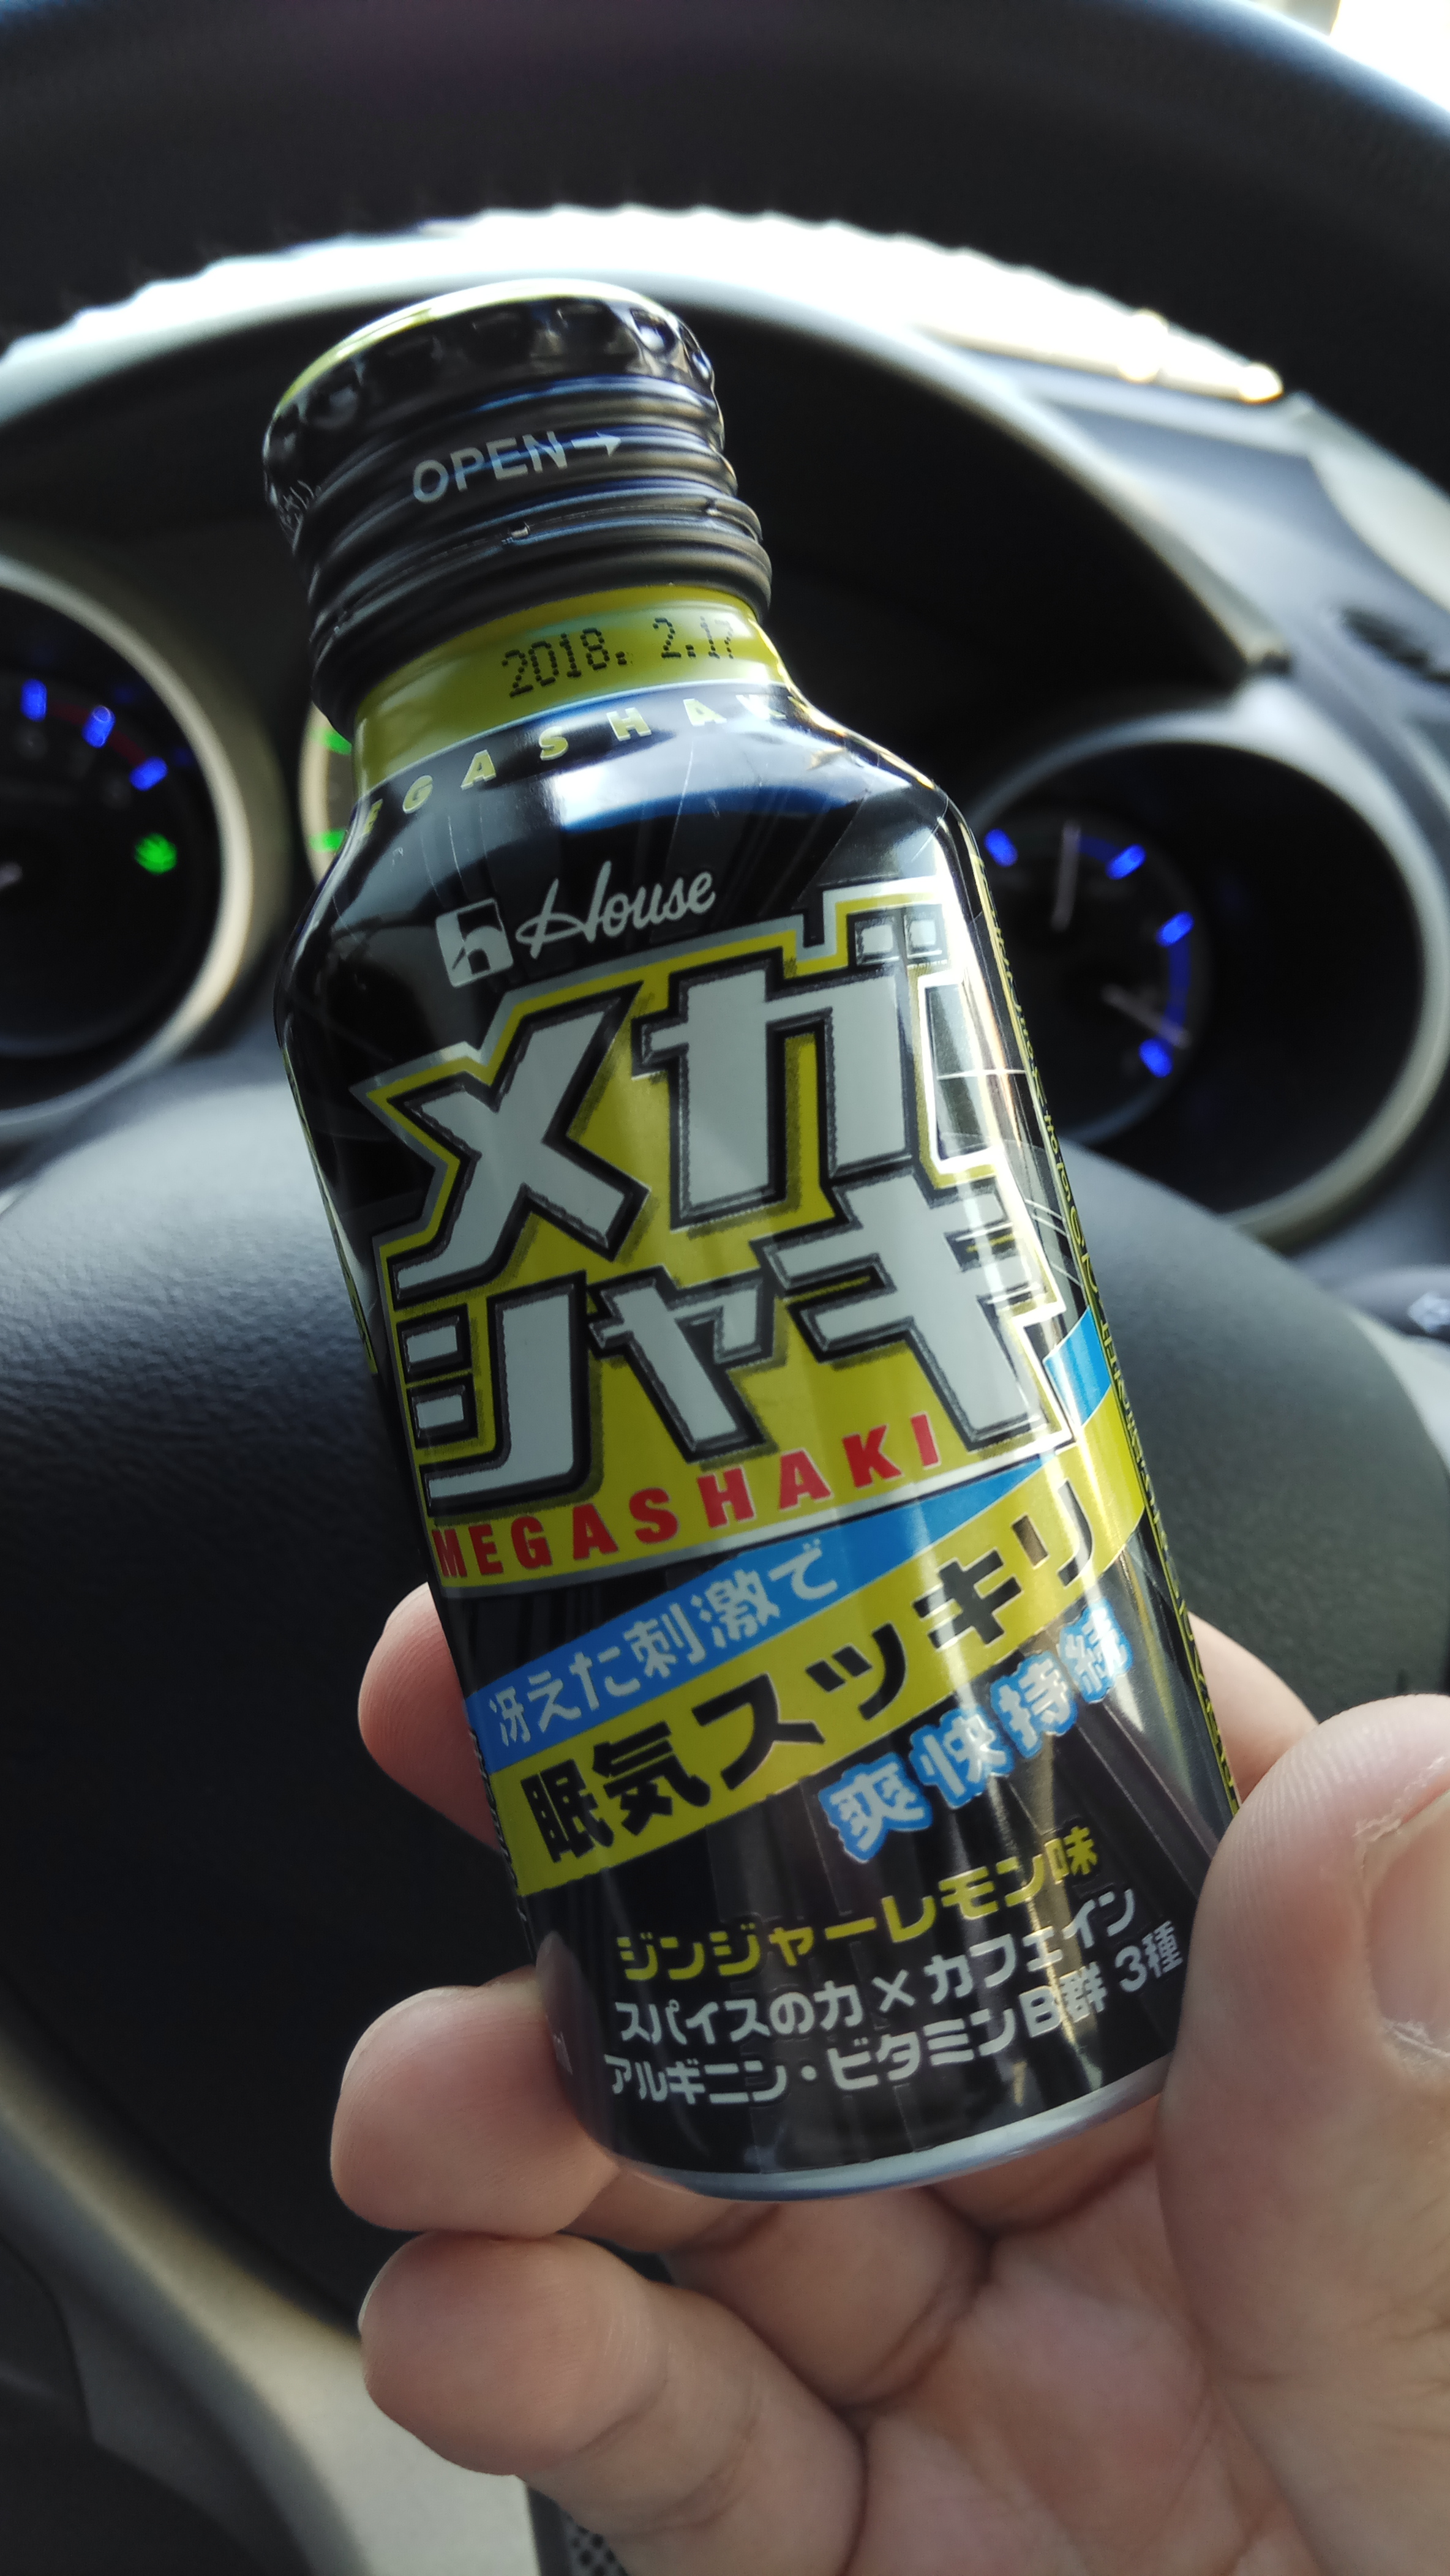 OPEN→
2018. 2.17
EGASHAK
House
メガ
シャキ
MEGASHAKI
冴えた刺激で
眠気スッキリ
爽快持続
ジンジャーレモン味
スパイスの力×カフェイン
アルギニン・ビタミンB群 3種